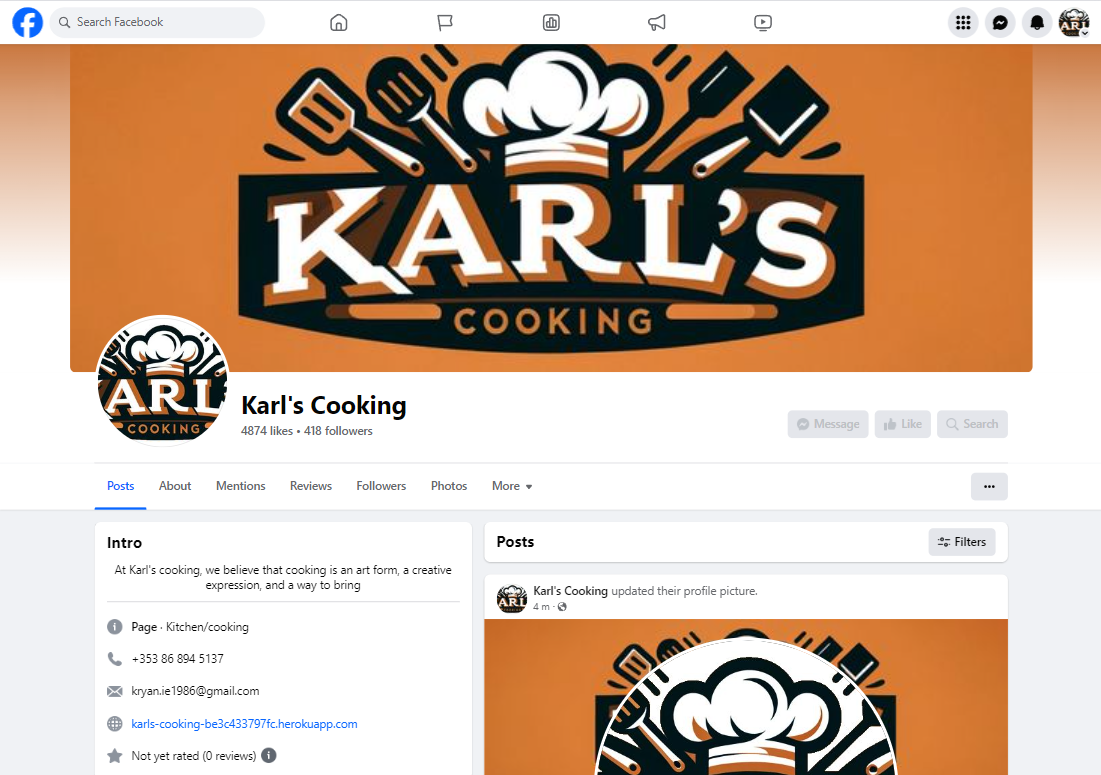 Search Facebook
KARL'S
COOKING
ARL
COOKING
Karl's Cooking
4874 likes • 418 followers
Message
Like
Search
Posts
About
Mentions
Reviews
Followers
Photos
More
Intro
At Karl's cooking, we believe that cooking is an art form, a creative
expression, and a way to bring
Page · Kitchen/cooking
+353 86 894 5137
kryan.ie1986@gmail.com
karls-cooking-be3c433797fc.herokuapp.com
Not yet rated (0 reviews)
Posts
Filters
ARL
Karl's Cooking updated their profile picture.
4 m ·